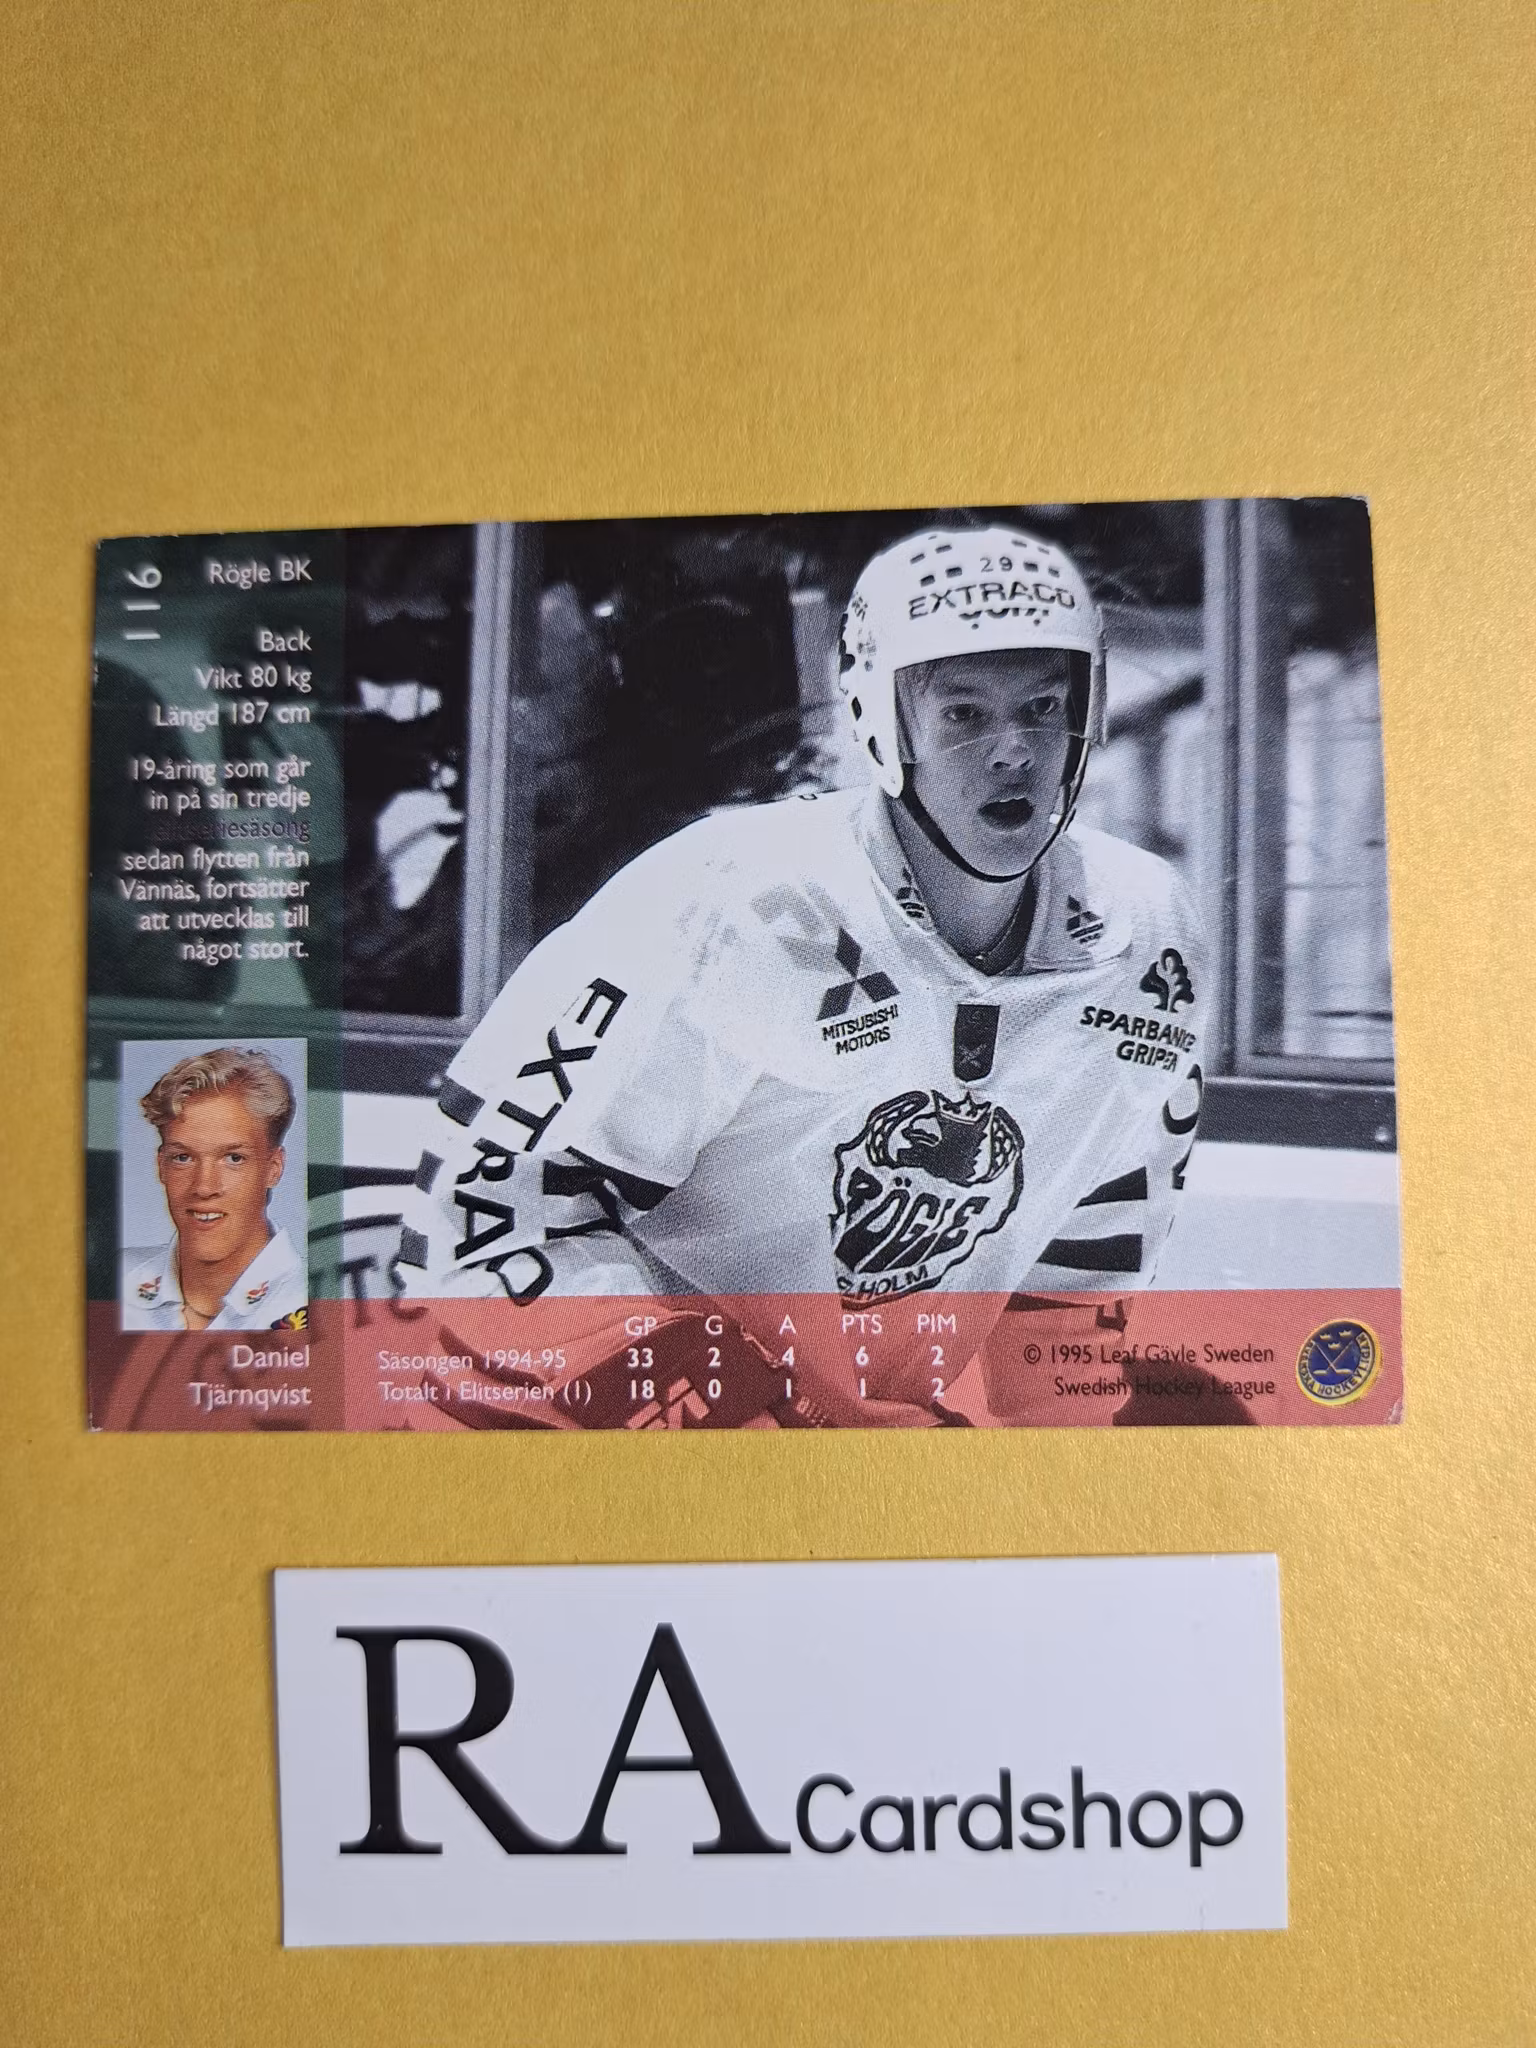 116
Rögle BK
Back
Vikt 80 kg
Längd 187 cm
19-åring som går
in på sin tredje
elitseriesäsong
sedan flytten från
Vännäs, fortsätter
att utvecklas till
något stort.
Daniel
Tjärnqvist
29
EXTRACO
MITSUBISHI
MOTORS
SPARBANKS
GRIPEN
EXTRACO
RÖGLE
GP G A PTS PIM
Säsongen 1994-95 33 2 4 6 2
Totalt i Elitserien (1) 18 0 1 1 2
© 1995 Leaf Gävle Sweden
Swedish Hockey League
RA Cardshop